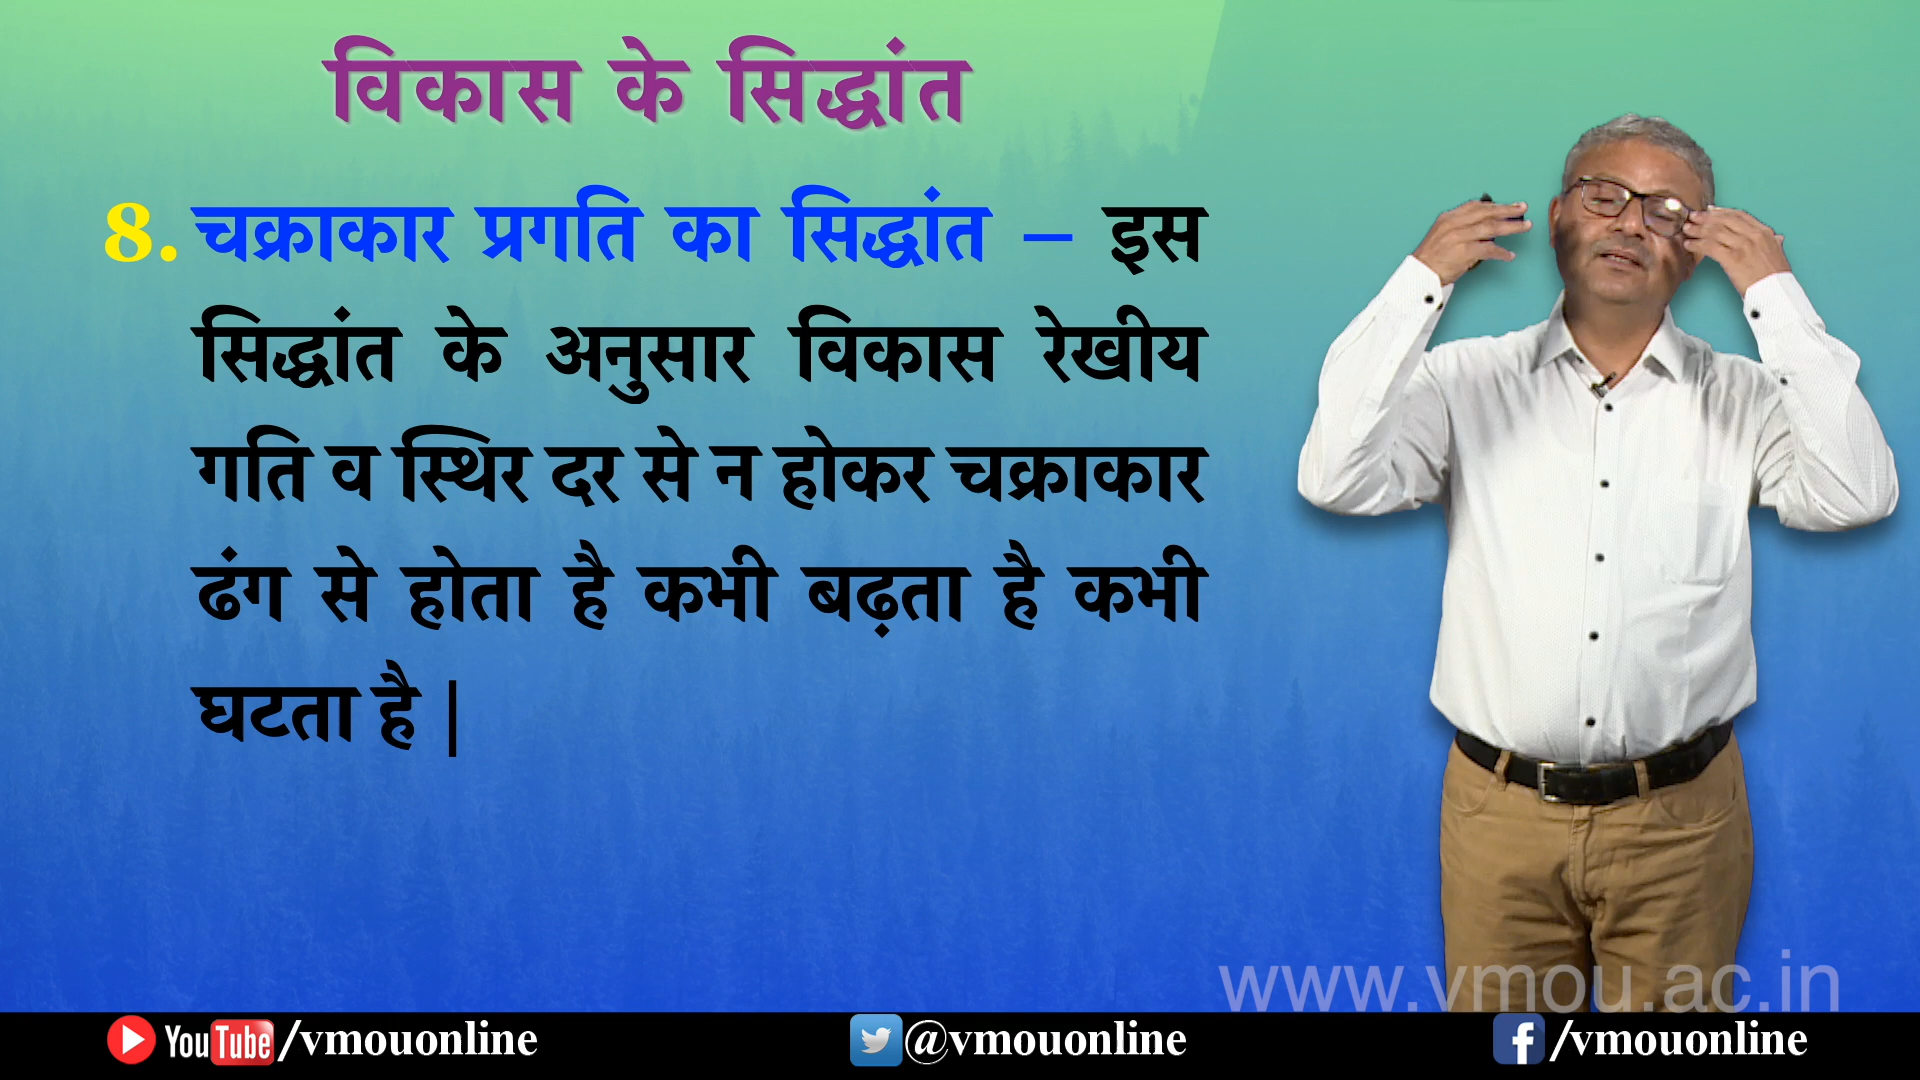 विकास के सिद्धांत
8. चक्राकार प्रगति का सिद्धांत – इस
सिद्धांत के अनुसार विकास रेखीय
गति व स्थिर दर से न होकर चक्राकार
ढंग से होता है कभी बढ़ता है कभी
घटता है |
www.vmou.ac.in
YouTube /vmouonline @vmouonline f /vmouonline